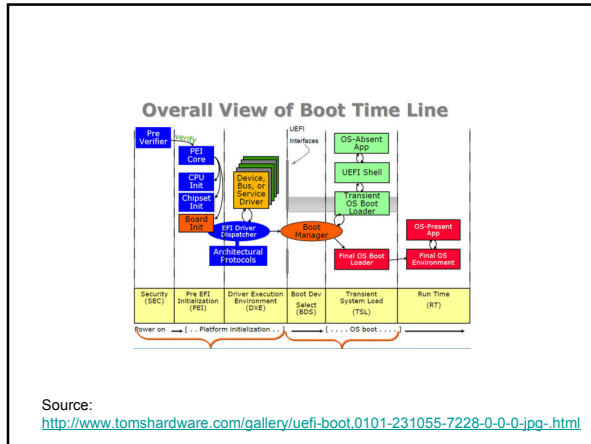 Overall View of Boot Time Line
Pre
Verifier
verify
PEI
Core
CPU
Init
Chipset
Init
Board
Init
Device,
Bus, or
Service
Driver
EFI Driver
Dispatcher
Architectural
Protocols
UEFI
Interfaces
Boot
Manager
OS-Absent
App
UEFI Shell
Transient
OS Boot
Loader
Final OS Boot
Loader
OS-Present
App
Final OS
Environment
Security
(SEC)
Pre EFI
Initialization
(PEI)
Driver Execution
Environment
(DXE)
Boot Dev
Select
(BDS)
Transient
System Load
(TSL)
Run Time
(RT)
Power on
[ . . Platform initialization . . ]
[ . . . . OS boot . . . . ]
Source:
http://www.tomshardware.com/gallery/uefi-boot,0101-231055-7228-0-0-0-jpg-.html